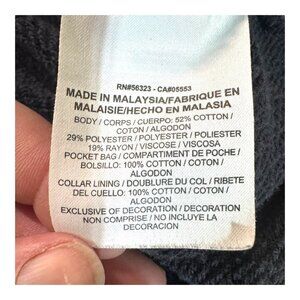 RN#56323 - CA#05553
MADE IN MALAYSIA/FABRIQUE EN
MALAISIE/HECHO EN MALASIA
BODY / CORPS / CUERPO: 52% COTTON /
COTON / ALGODON
29% POLYESTER / POLYESTER / POLIESTER
19% RAYON / VISCOSE / VISCOSA
POCKET BAG / COMPARTIMENT DE POCHE /
BOLSILLO: 100% COTTON / COTON /
ALGODON
COLLAR LINING / DOUBLURE DU COL / RIBETE
DEL CUELLO: 100% COTTON / COTON /
ALGODON
EXCLUSIVE OF DECORATION / DECORATION
NON COMPRISE / NO INCLUYE LA
DECORACION